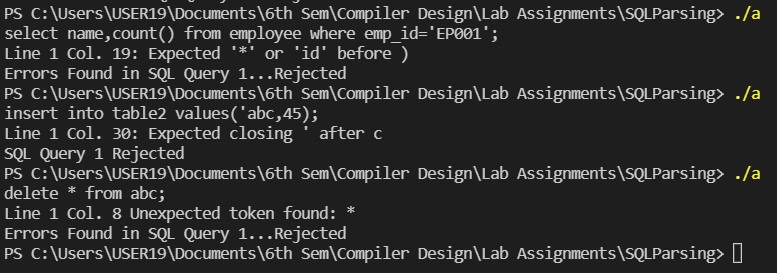 PS C:\Users\USER19\Documents\6th Sem\Compiler Design\Lab Assignments\SQLParsing> ./a
select name,count() from employee where emp_id='EP001';
Line 1 Col. 19: Expected '*' or 'id' before )
Errors Found in SQL Query 1...Rejected
PS C:\Users\USER19\Documents\6th Sem\Compiler Design\Lab Assignments\SQLParsing> ./a
insert into table2 values('abc,45);
Line 1 Col. 30: Expected closing ' after c
SQL Query 1 Rejected
PS C:\Users\USER19\Documents\6th Sem\Compiler Design\Lab Assignments\SQLParsing> ./a
delete * from abc;
Line 1 Col. 8 Unexpected token found: *
Errors Found in SQL Query 1...Rejected
PS C:\Users\USER19\Documents\6th Sem\Compiler Design\Lab Assignments\SQLParsing>